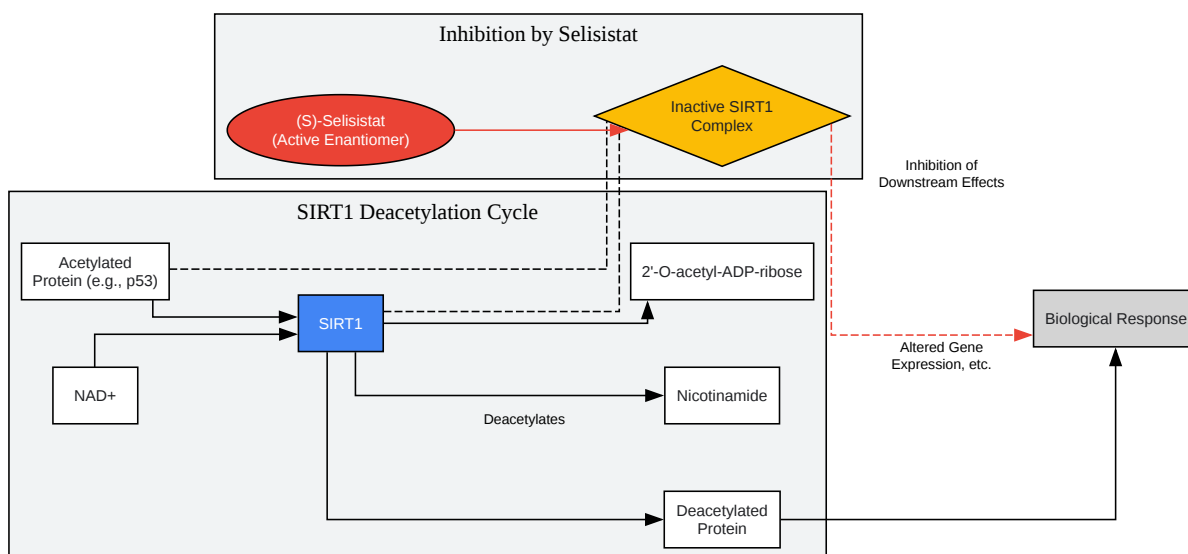 Inhibition by Selisistat
(S)-Selisistat
(Active Enantiomer)
Inactive SIRT1
Complex
Inhibition of
Downstream Effects
SIRT1 Deacetylation Cycle
Acetylated
Protein (e.g., p53)
2'-O-acetyl-ADP-ribose
SIRT1
Biological Response
Altered Gene
Expression, etc.
NAD+
Nicotinamide
Deacetylates
Deacetylated
Protein